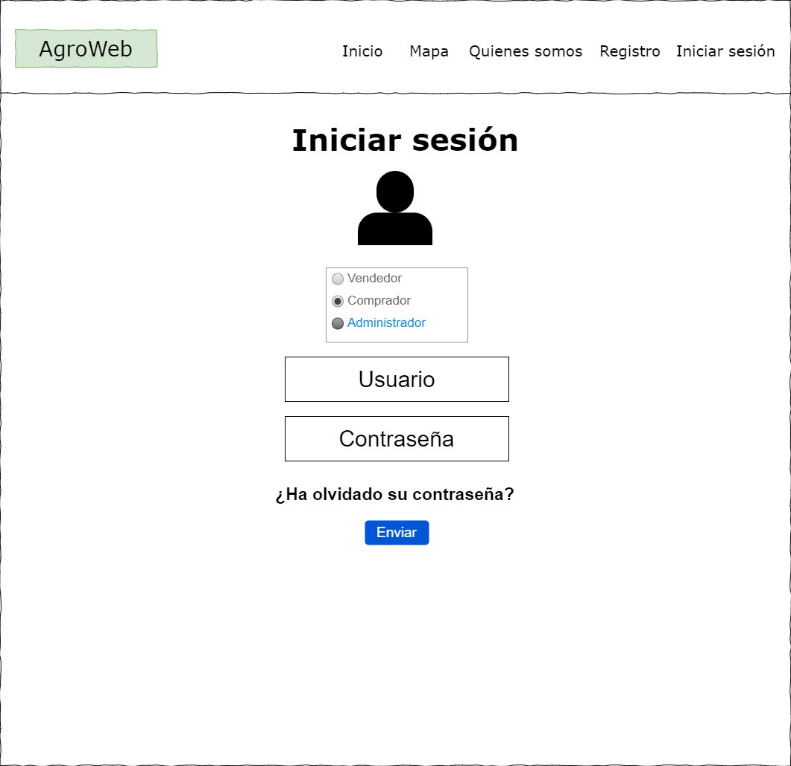 AgroWeb
Inicio Mapa Quienes somos Registro Iniciar sesión
Iniciar sesión
Vendedor
Comprador
Administrador
Usuario
Contraseña
¿Ha olvidado su contraseña?
Enviar